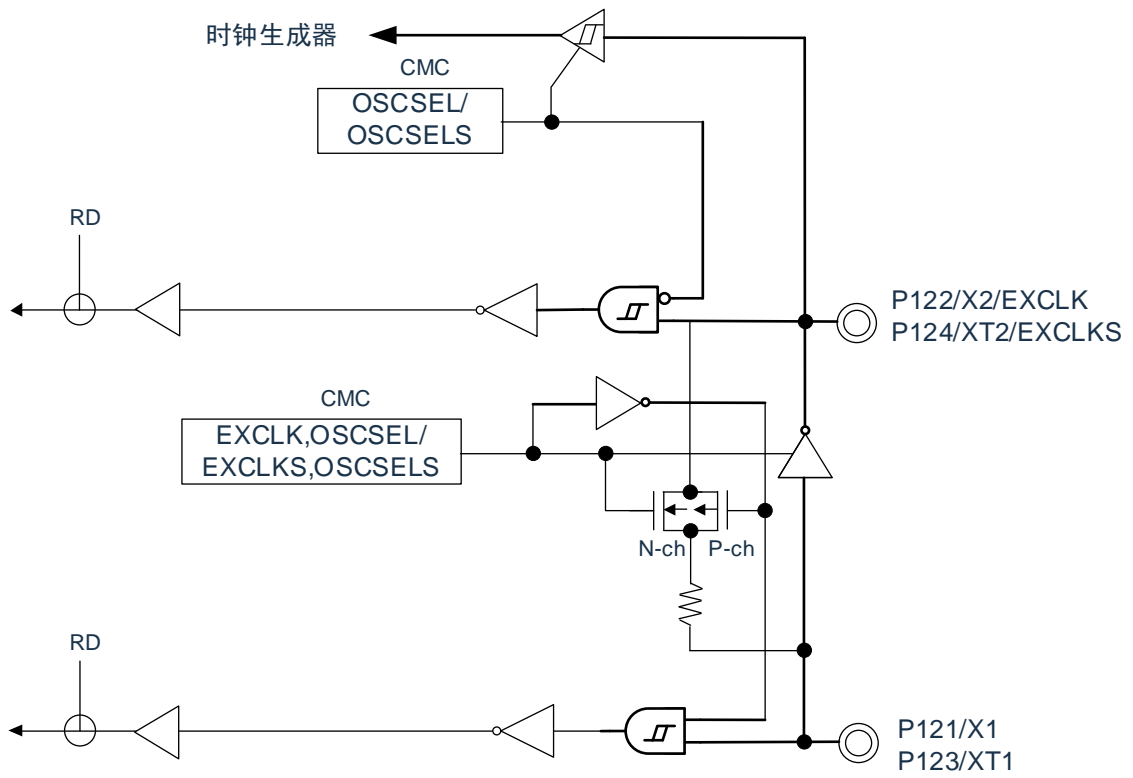 时钟生成器
CMC
OSCSEL/
OSCSELS
RD
P122/X2/EXCLK
P124/XT2/EXCLKS
CMC
EXCLK,OSCSEL/
EXCLKS,OSCSELS
N-ch
P-ch
RD
P121/X1
P123/XT1